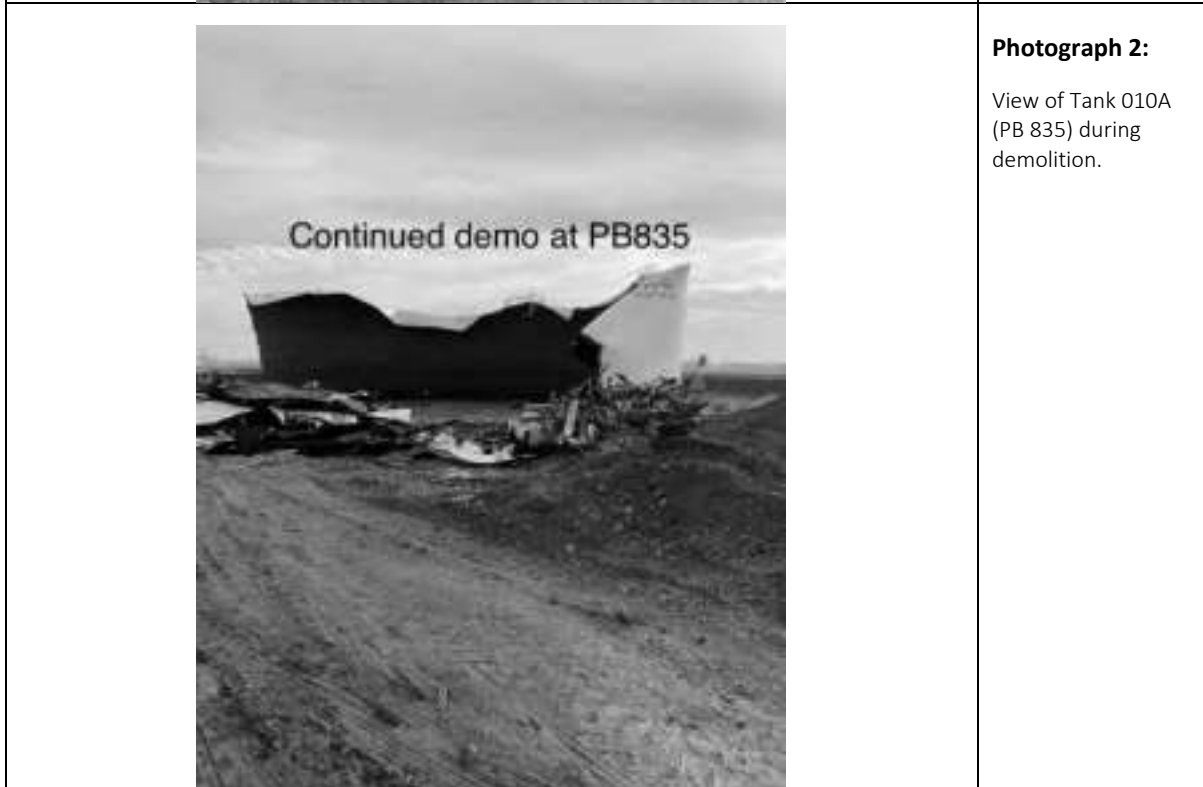 Continued demo at PB835
Photograph 2:
View of Tank 010A
(PB 835) during
demolition.